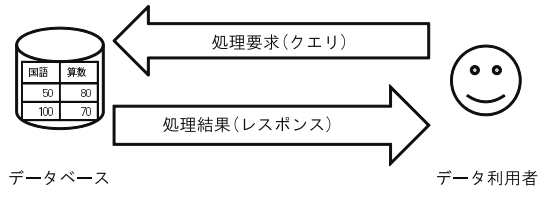 処理要求(クエリ)
国語 算数
50 80
100 70
処理結果(レスポンス)
データベース
データ利用者